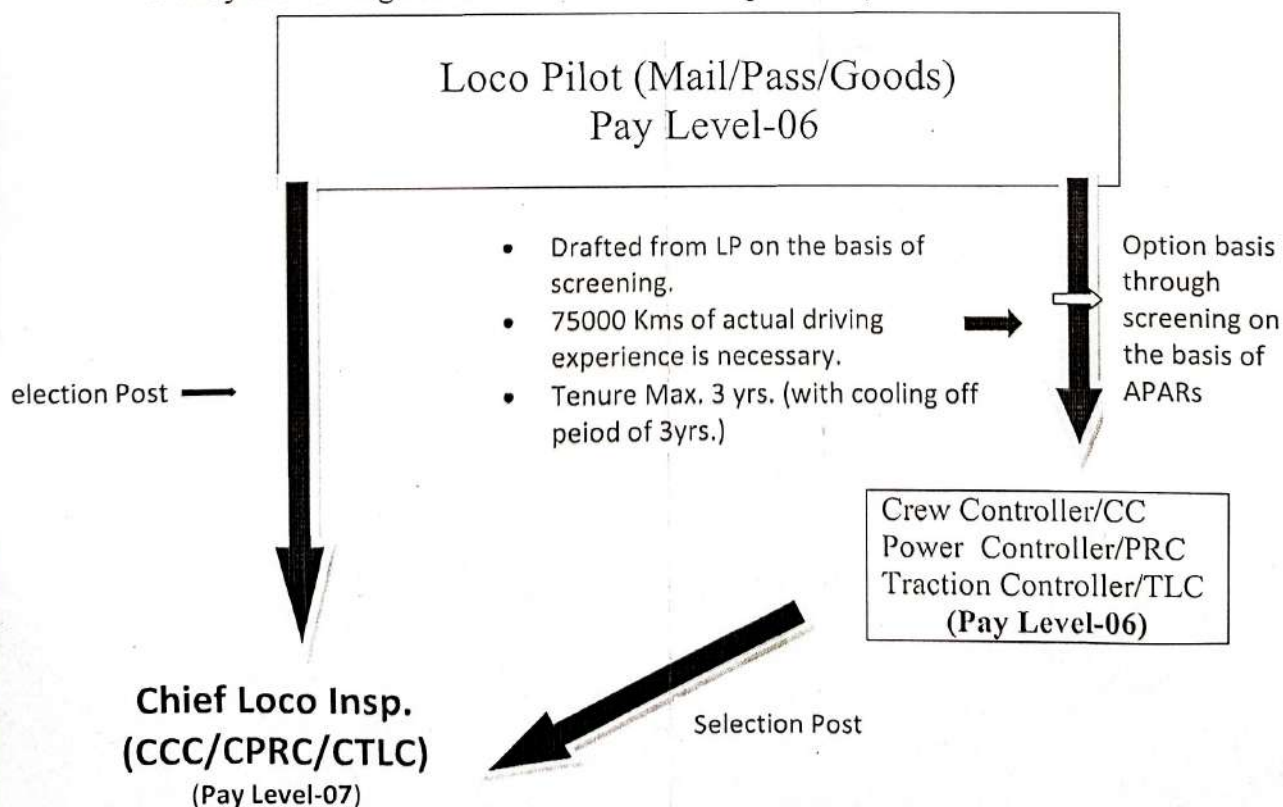 Loco Pilot (Mail/Pass/Goods)
Pay Level-06
• Drafted from LP on the basis of
screening.
• 75000 Kms of actual driving
experience is necessary.
• Tenure Max. 3 yrs. (with cooling off
peiod of 3yrs.)
Option basis
through
screening on
the basis of
APARs
election Post
Crew Controller/CC
Power Controller/PRC
Traction Controller/TLC
(Pay Level-06)
Selection Post
Chief Loco Insp.
(CCC/CPRC/CTLC)
(Pay Level-07)